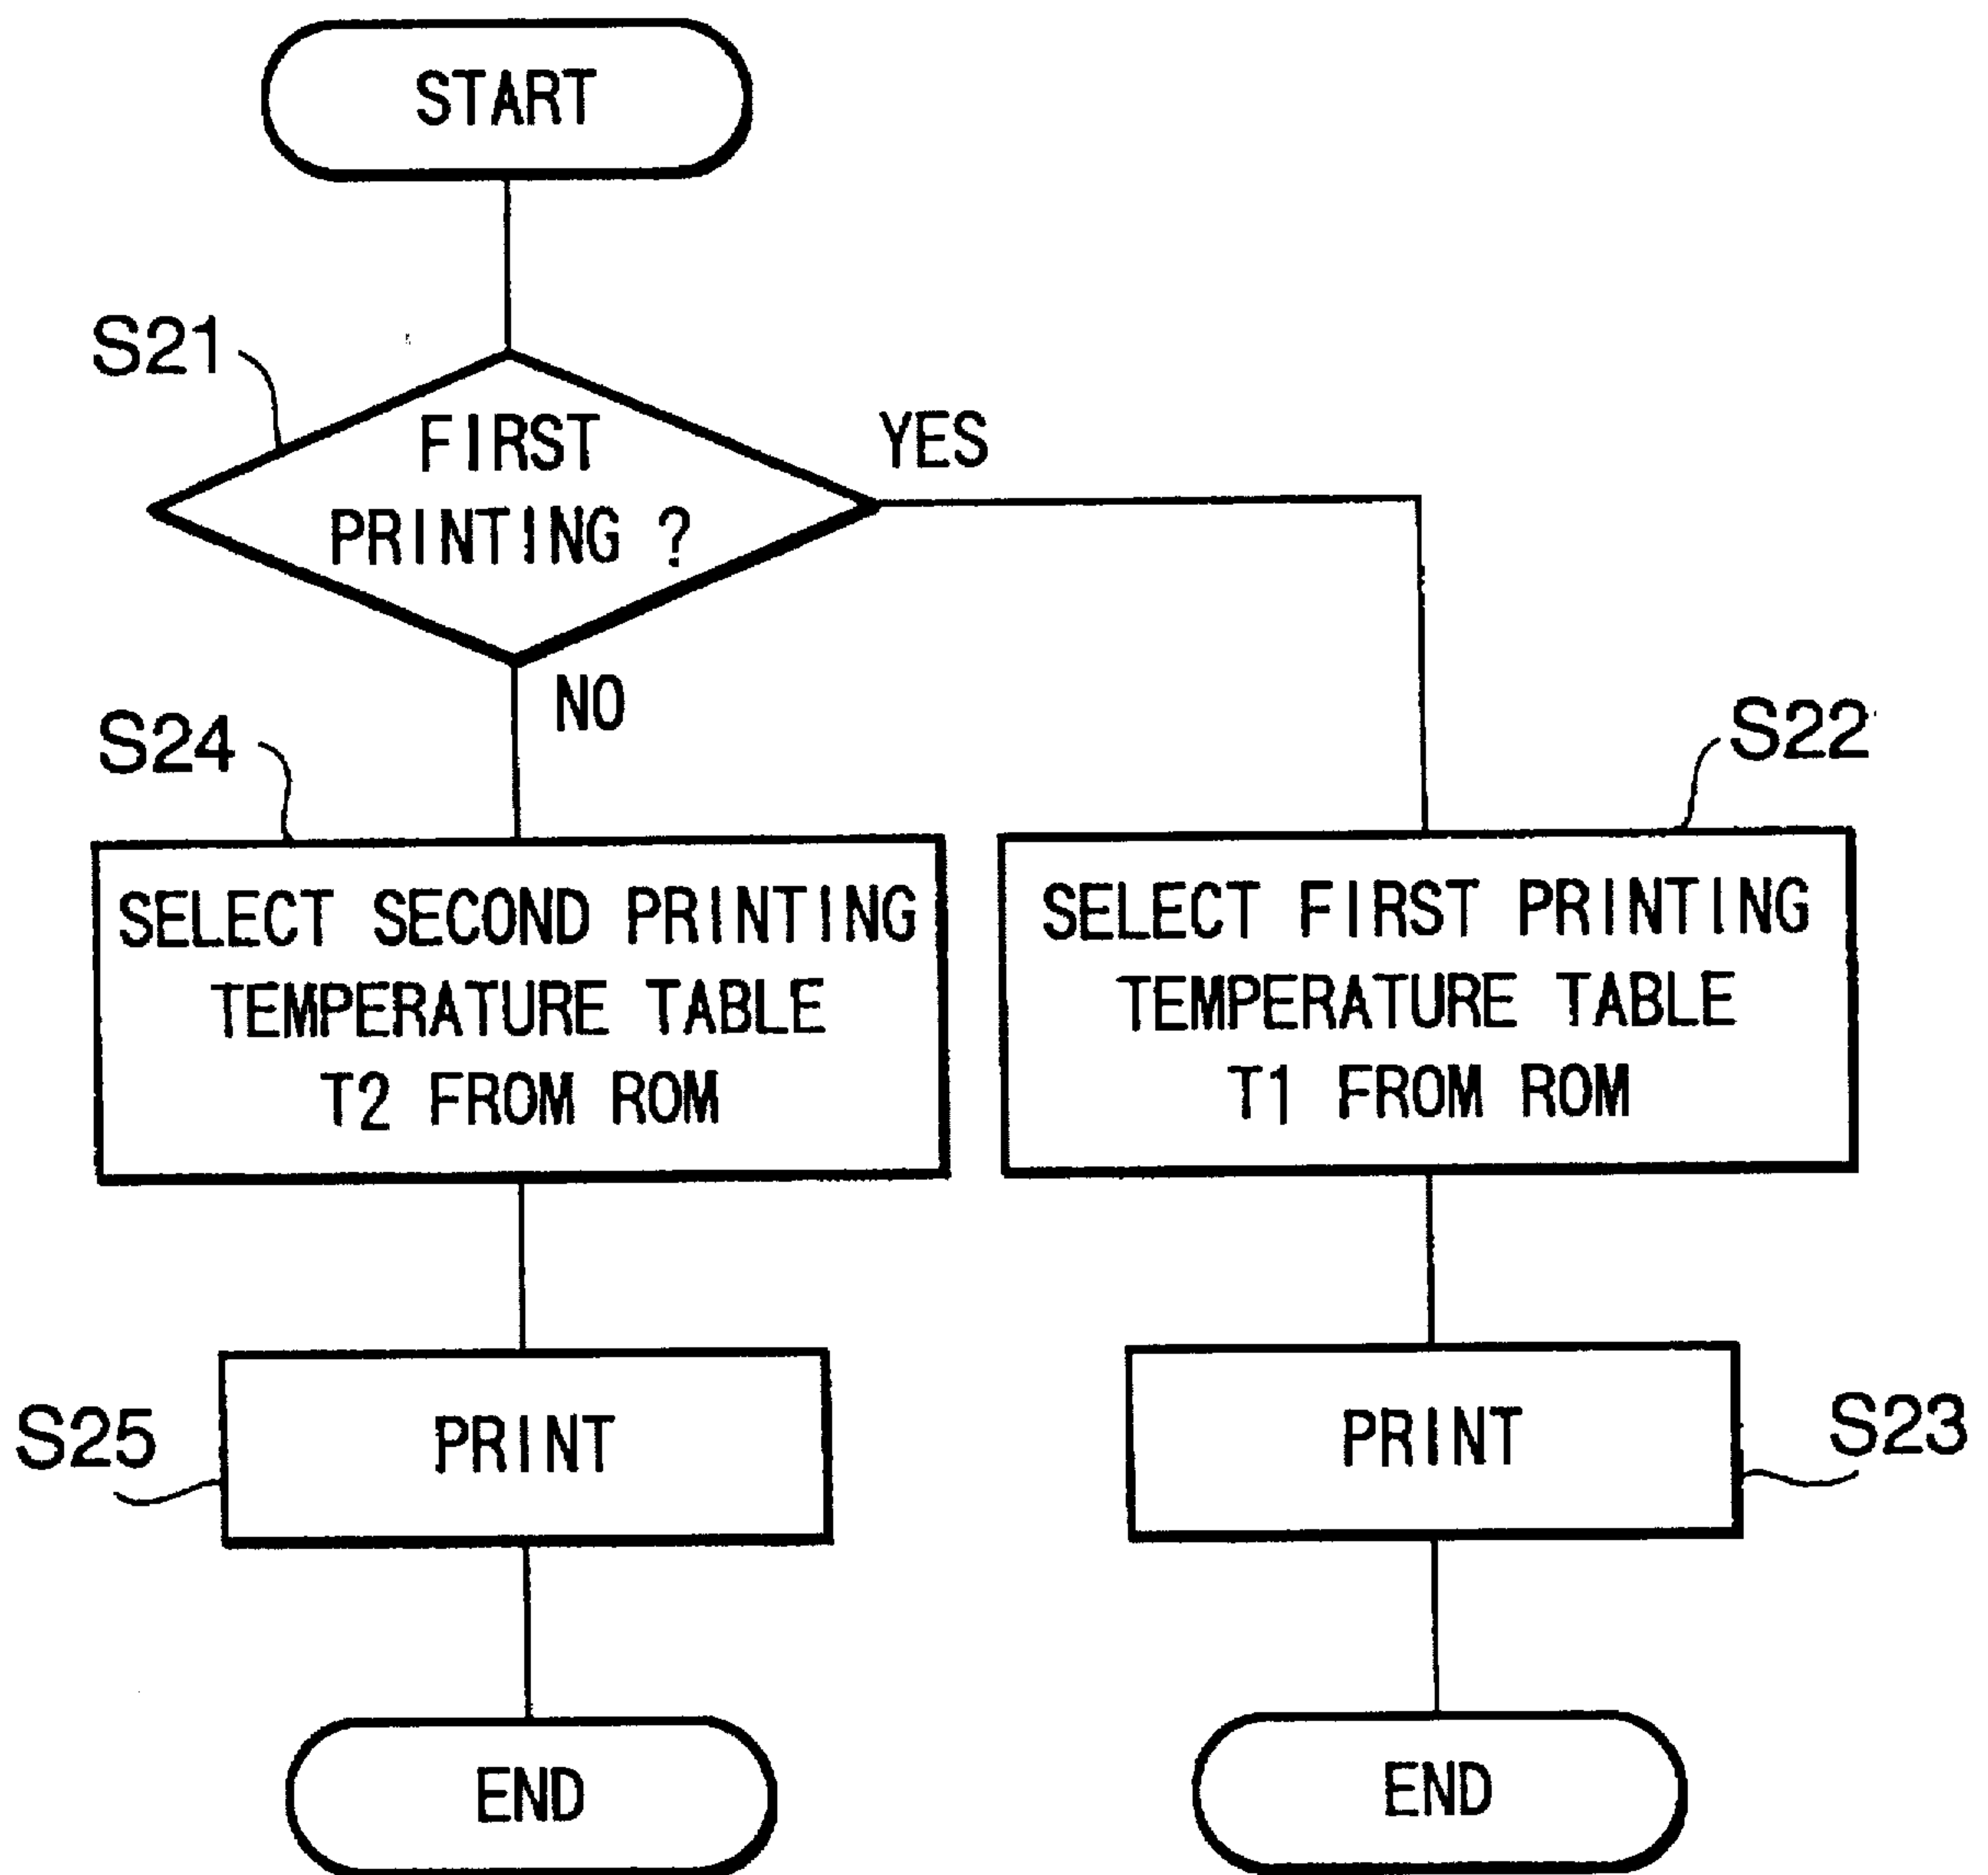 START
S21
FIRST
PRINTING ?
YES
NO
S24
SELECT SECOND PRINTING
TEMPERATURE TABLE
T2 FROM ROM
S22
SELECT FIRST PRINTING
TEMPERATURE TABLE
T1 FROM ROM
S25
PRINT
PRINT
S23
END
END